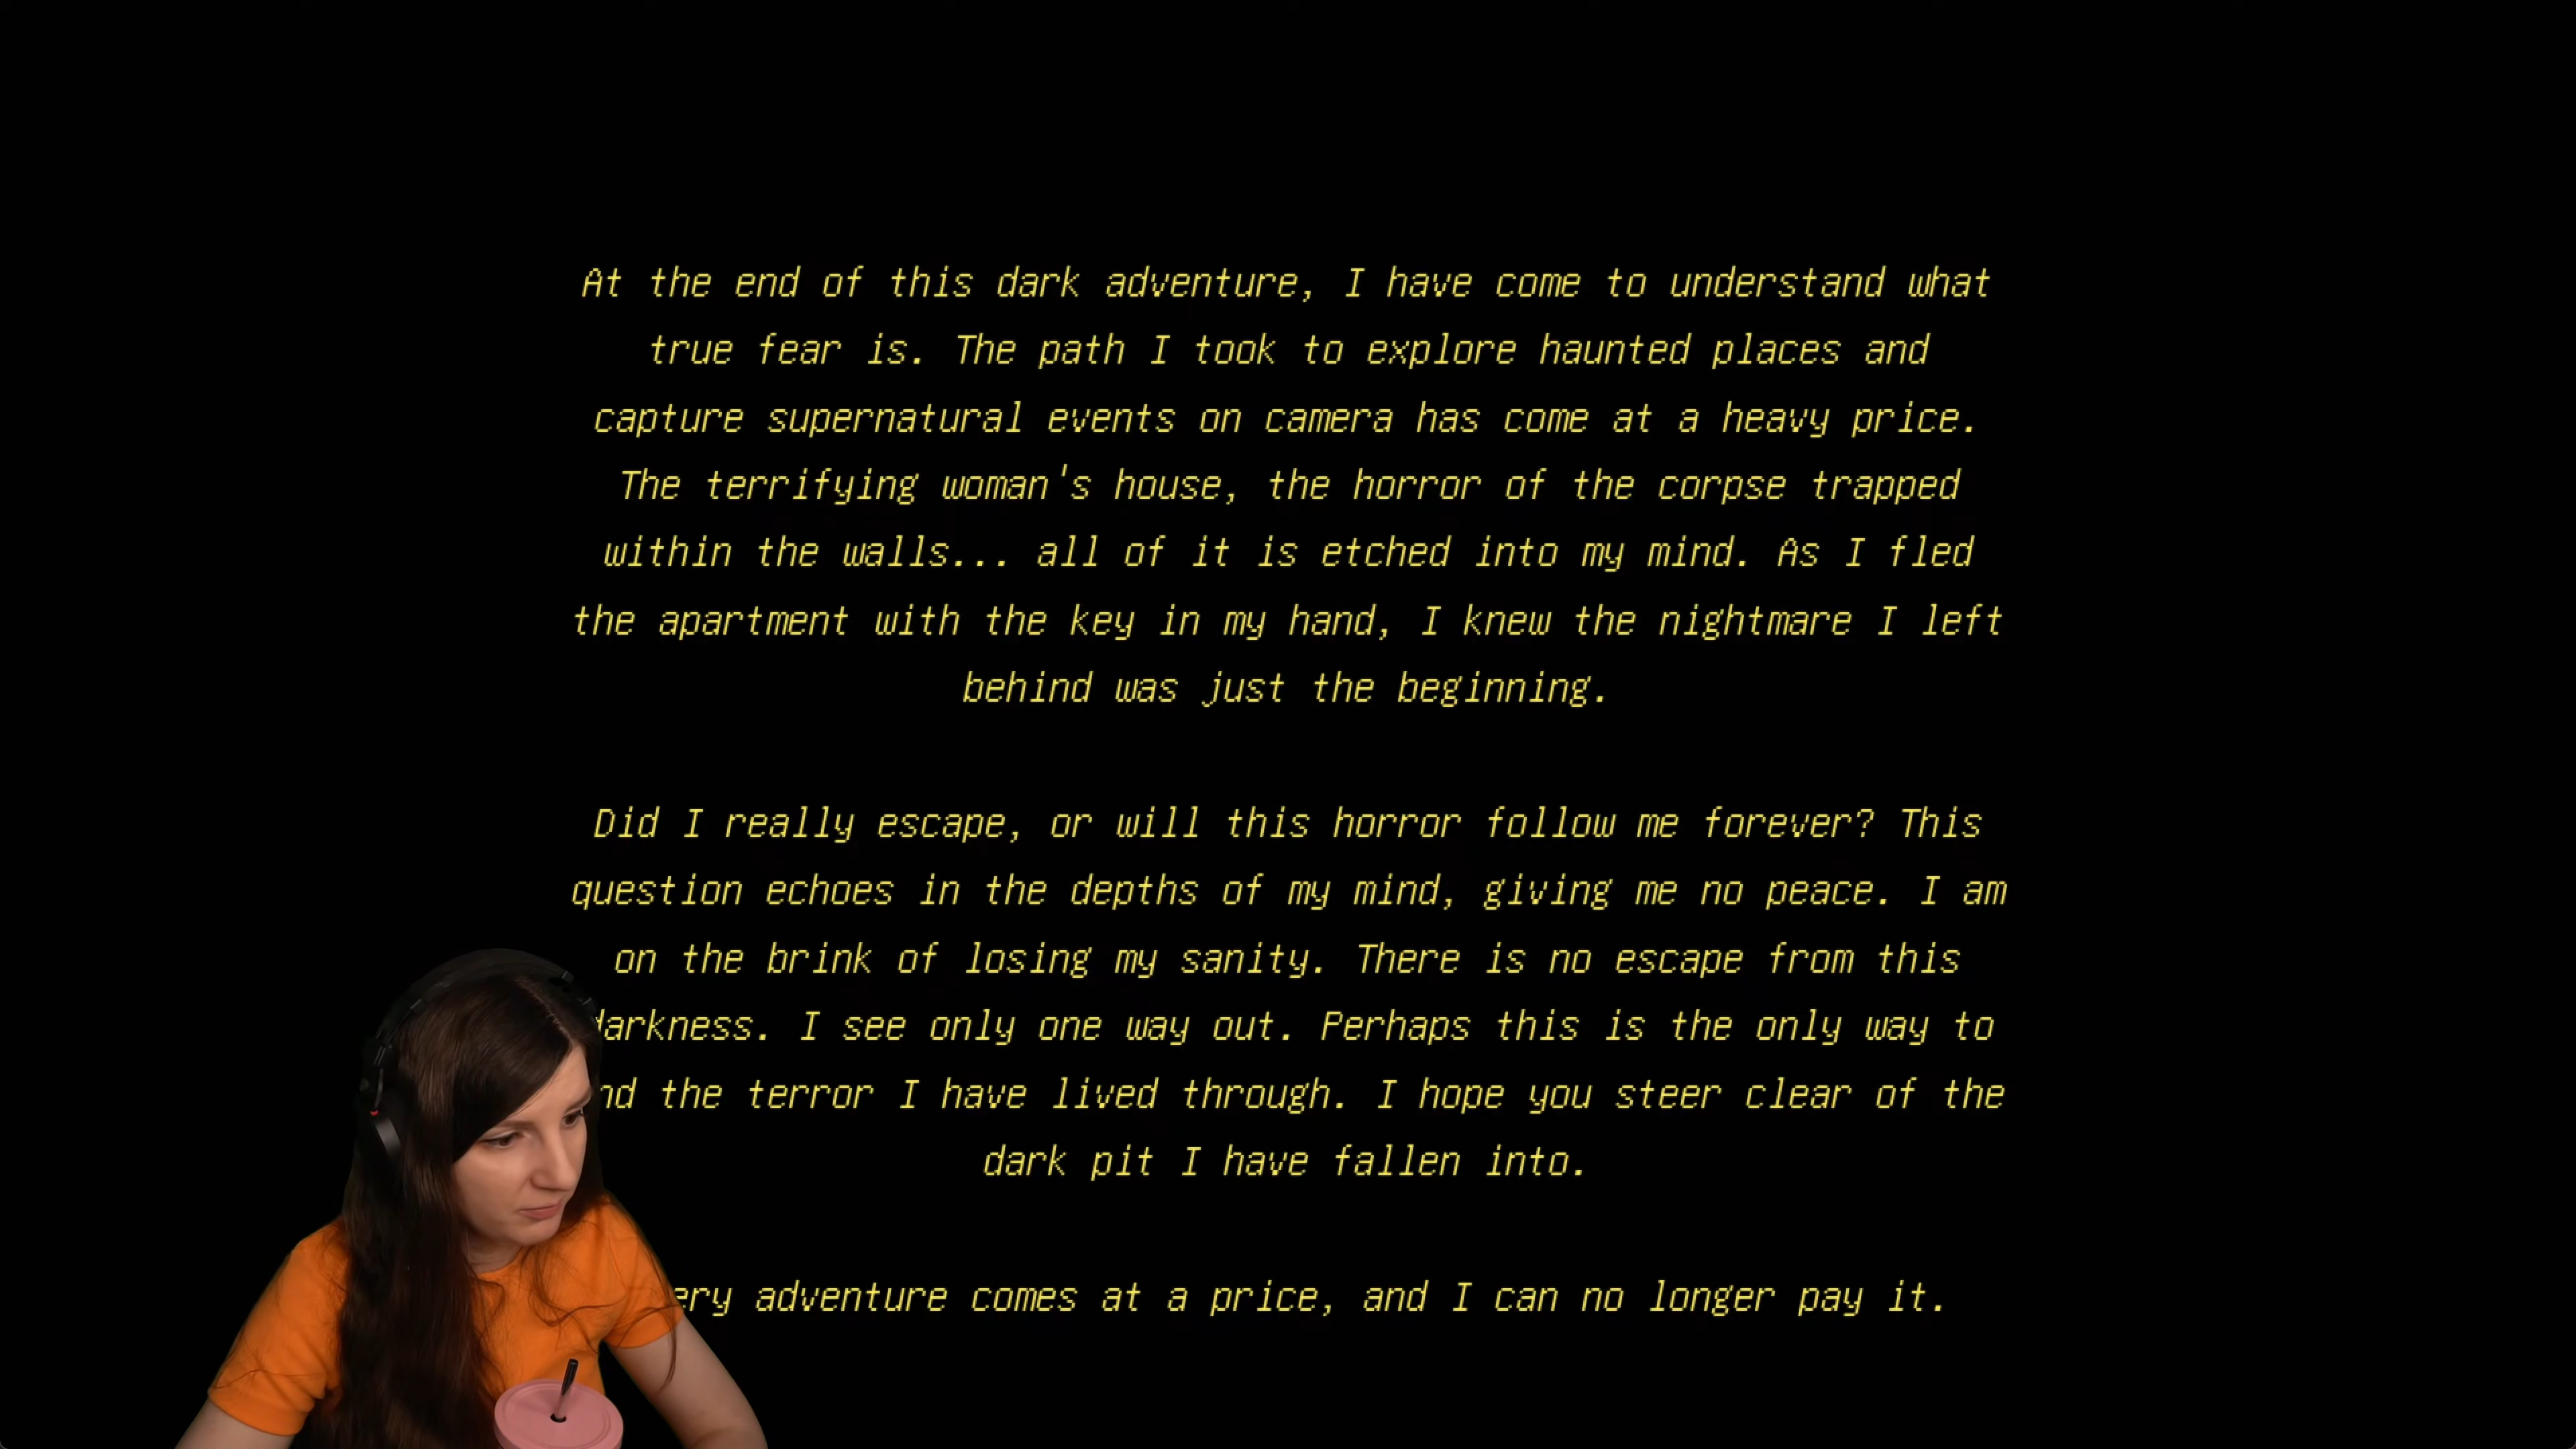 At the end of this dark adventure, I have come to understand what
true fear is. The path I took to explore haunted places and
capture supernatural events on camera has come at a heavy price.
The terrifying woman's house, the horror of the corpse trapped
within the walls... all of it is etched into my mind. As I fled
the apartment with the key in my hand, I knew the nightmare I left
behind was just the beginning.
Did I really escape, or will this horror follow me forever? This
question echoes in the depths of my mind, giving me no peace. I am
on the brink of losing my sanity. There is no escape from this
darkness. I see only one way out. Perhaps this is the only way to
the terror I have lived through. I hope you steer clear of the
dark pit I have fallen into.
adventure comes at a price, and I can no longer pay it.